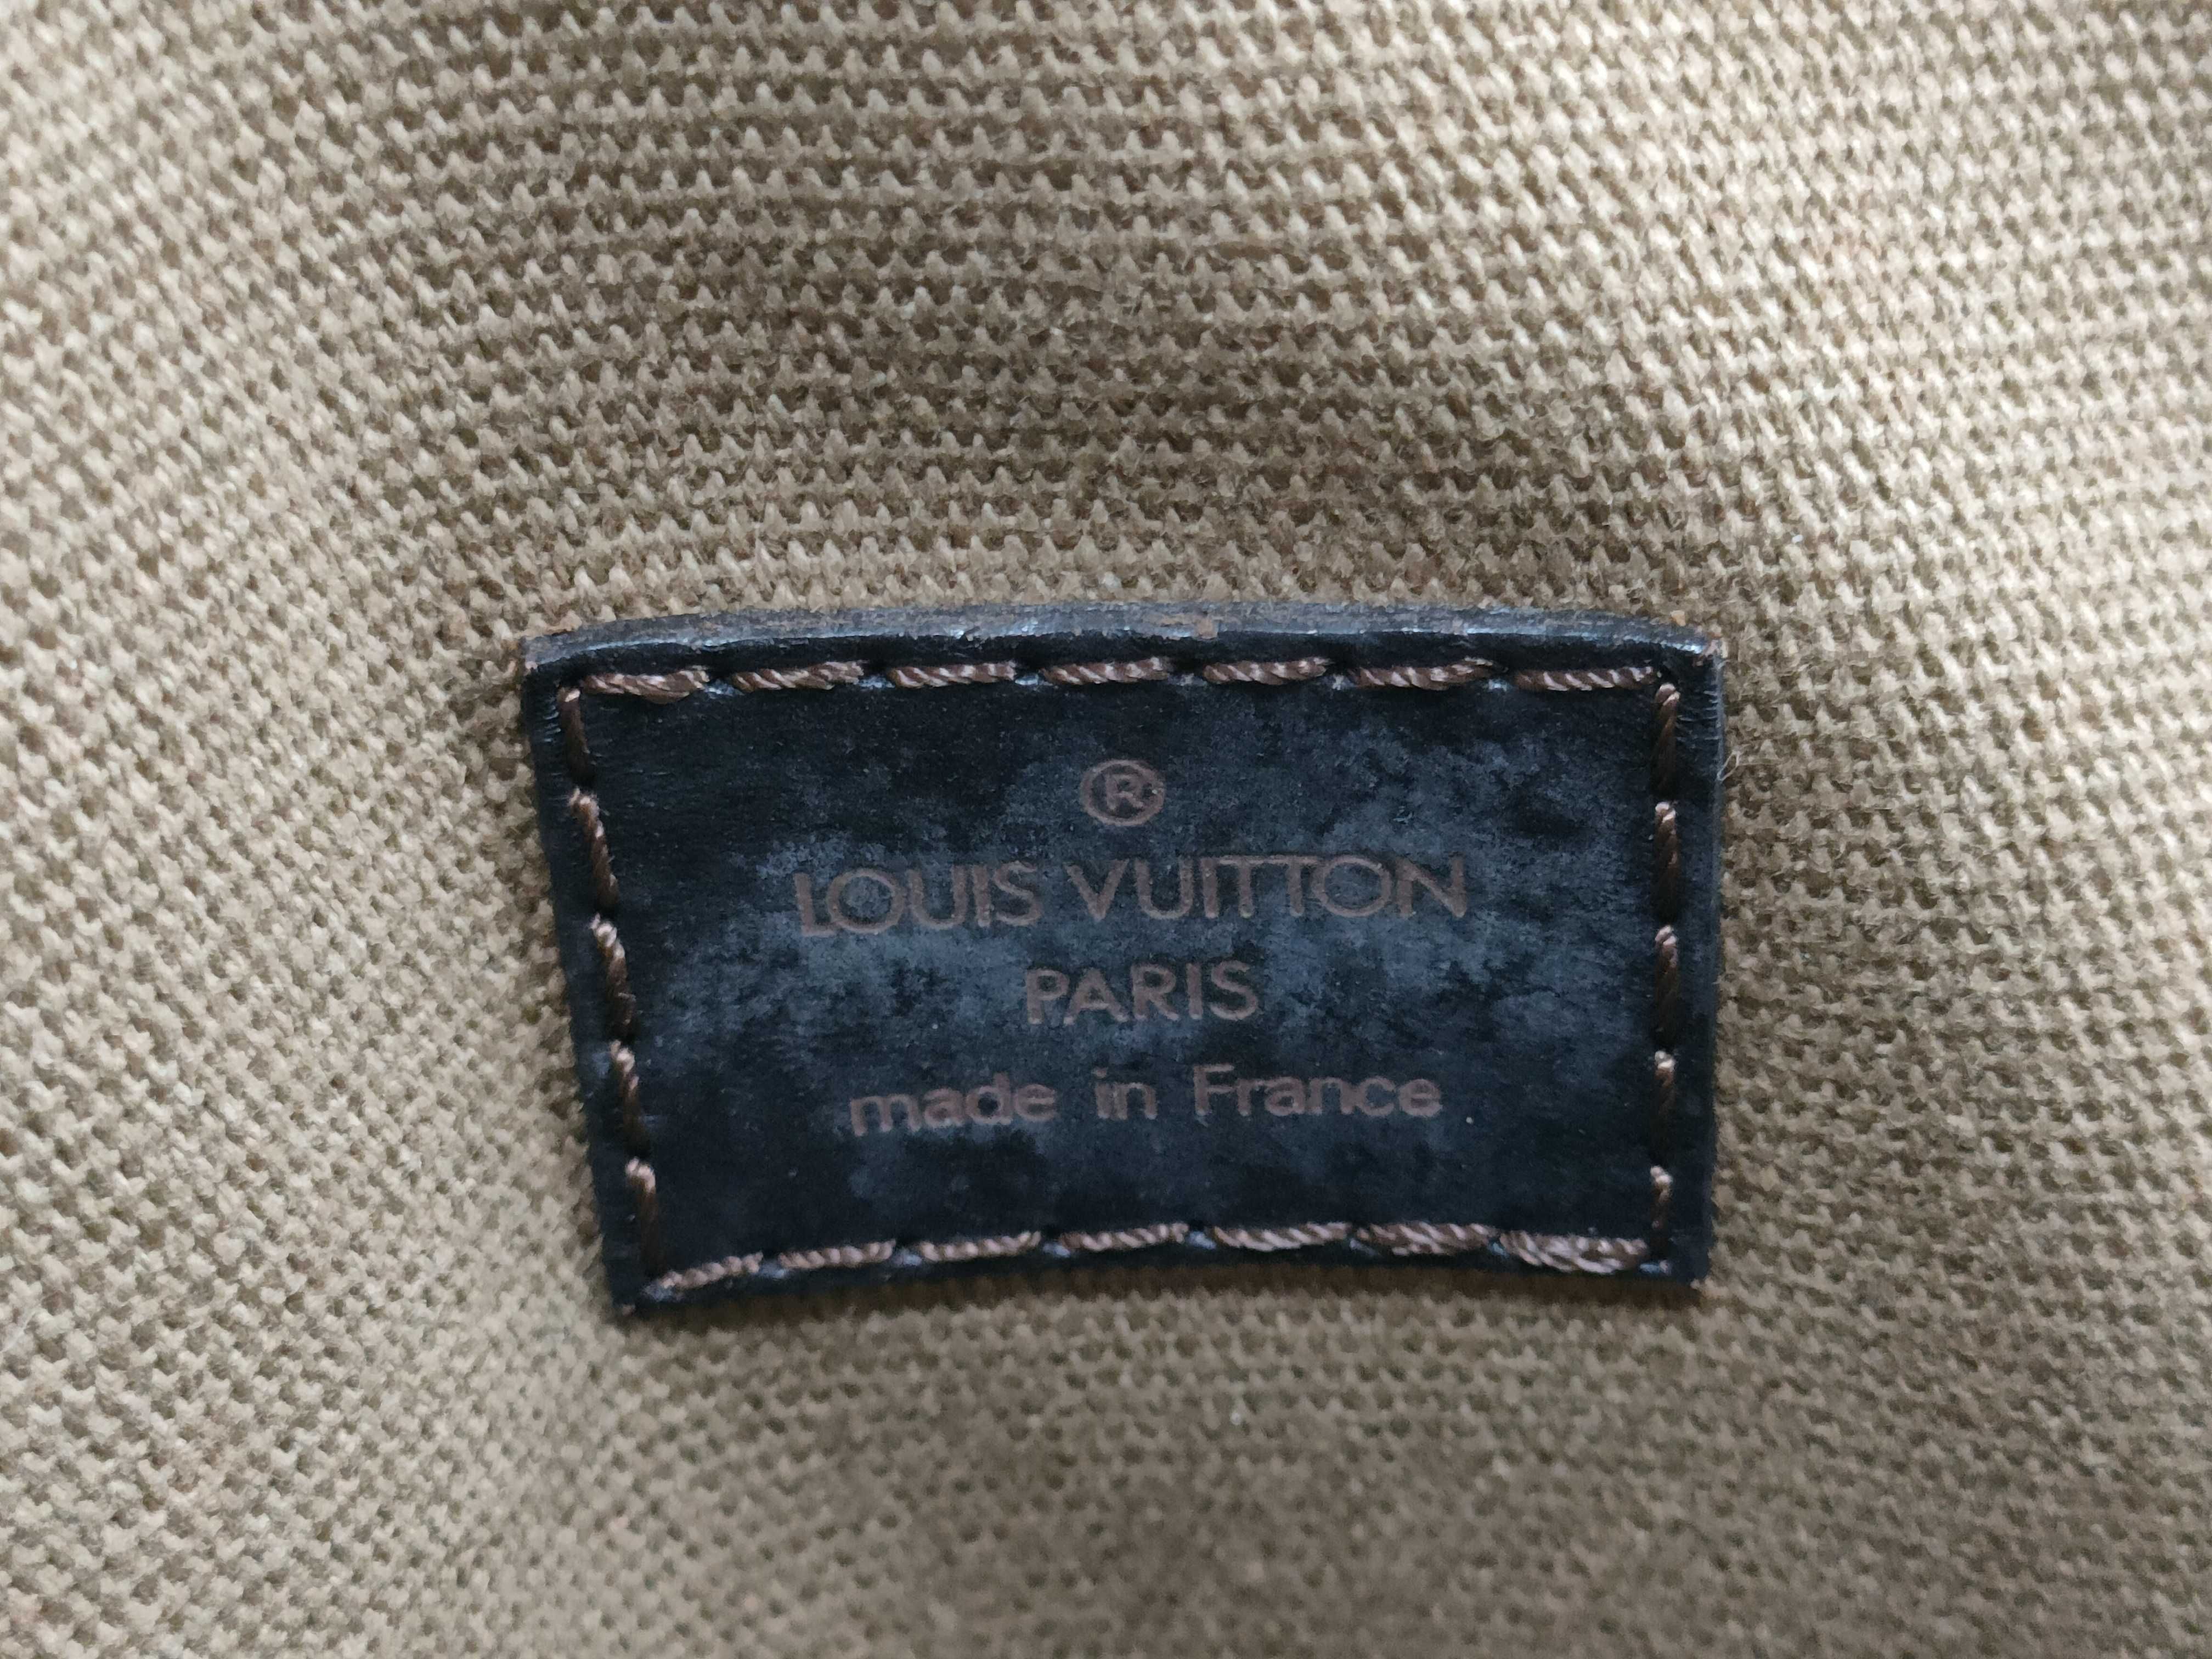 ®
LOUIS VUITTON
PARIS
made in France